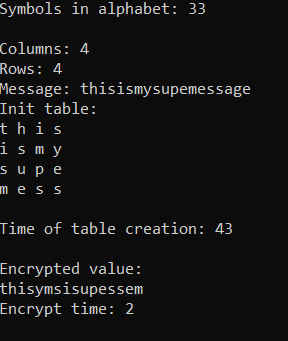 Symbols in alphabet: 33
Columns: 4
Rows: 4
Message: thisismysupemessage
Init table:
t h i s
i s m y
s u p e
m e s s
Time of table creation: 43
Encrypted value:
thisymsisupessem
Encrypt time: 2